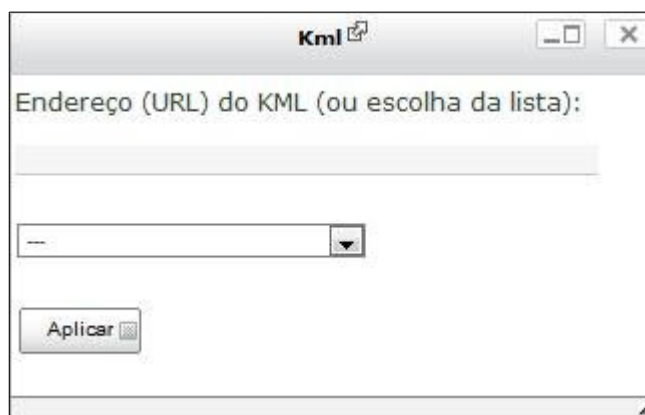 Kml
Endereço (URL) do KML (ou escolha da lista):
---
Aplicar